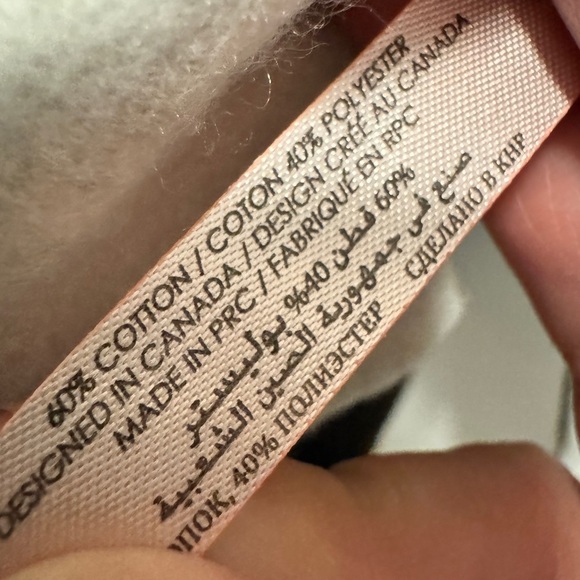 60% COTTON / COTON 40% POLYESTER
DESIGNED IN CANADA / DESIGN CRÉÉ AU CANADA
MADE IN PRC / FABRIQUÉ EN RPC
60% قطن 40% بوليستر
صنع في جمهورية الصين الشعبية
ПОК, 40% ПОЛИЭСТЕР
СДЕЛАНО В КНР